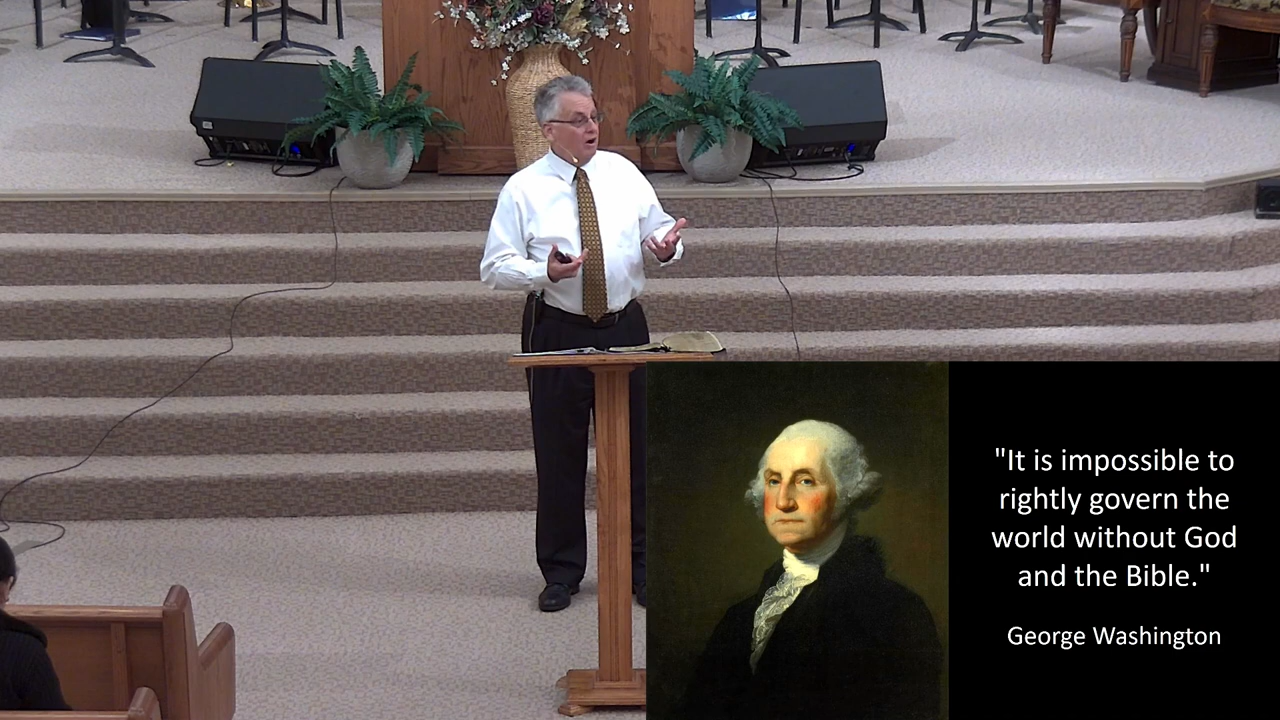 "It is impossible to
rightly govern the
world without God
and the Bible."
George Washington